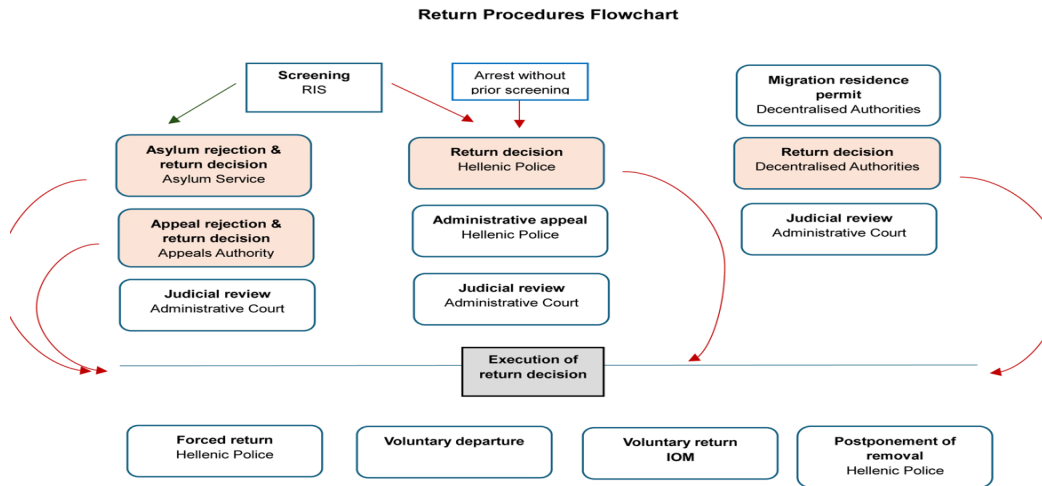 Return Procedures Flowchart
Screening
RIS
Arrest without
prior screening
Migration residence
permit
Decentralised Authorities
Asylum rejection &
return decision
Asylum Service
Return decision
Hellenic Police
Return decision
Decentralised Authorities
Appeal rejection &
return decision
Appeals Authority
Administrative appeal
Hellenic Police
Judicial review
Administrative Court
Judicial review
Administrative Court
Judicial review
Administrative Court
Execution of
return decision
Forced return
Hellenic Police
Voluntary departure
Voluntary return
IOM
Postponement of
removal
Hellenic Police